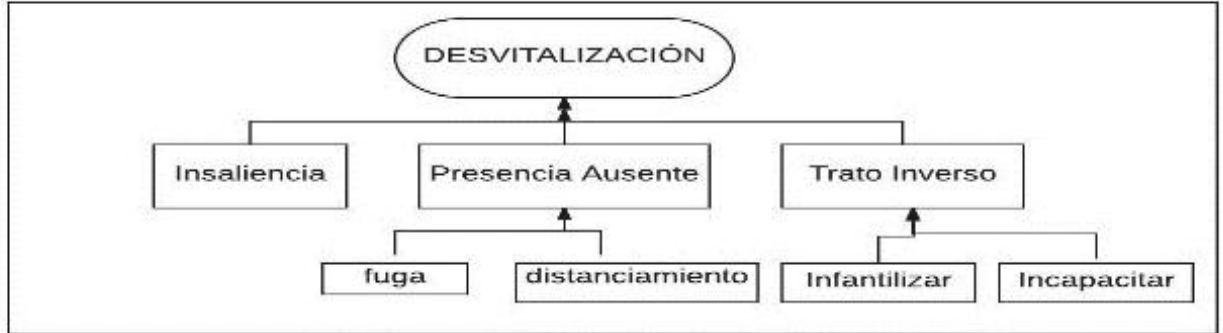 DESVITALIZACIÓN
Insaliencia
Presencia Ausente
Trato Inverso
fuga
distanciamiento
Infantilizar
Incapacitar